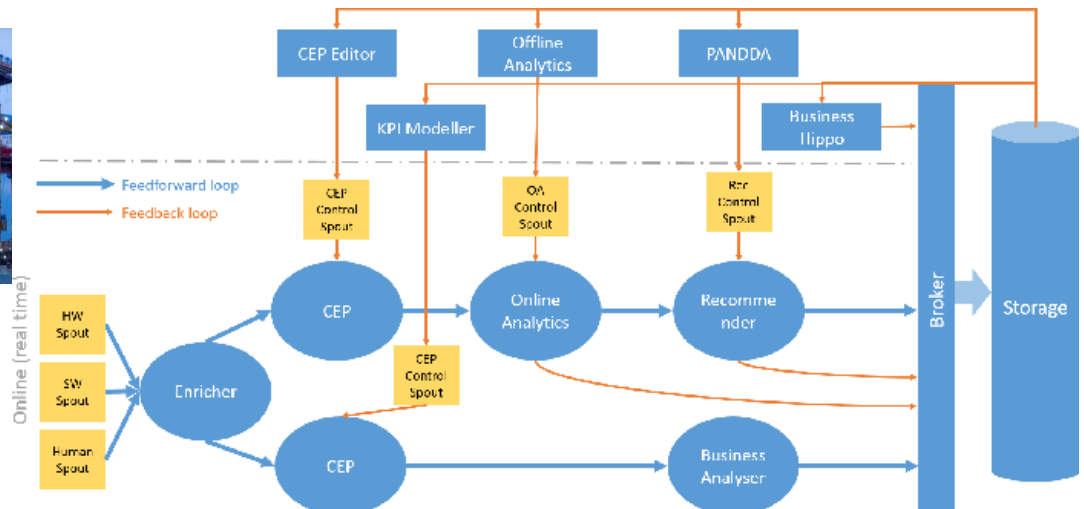 CEP Editor
Offline
Analytics
PANDDA
KPI Modeller
Business
Hippo
Feedforward loop
Feedback loop
CEP
Control
Spout
OA
Control
Spout
Rec
Control
Spout
Online (real time)
HW
Spout
SW
Spout
Human
Spout
Enricher
CEP
Online
Analytics
Recomme
nder
CEP
Control
Spout
CEP
Business
Analyser
Broker
Storage